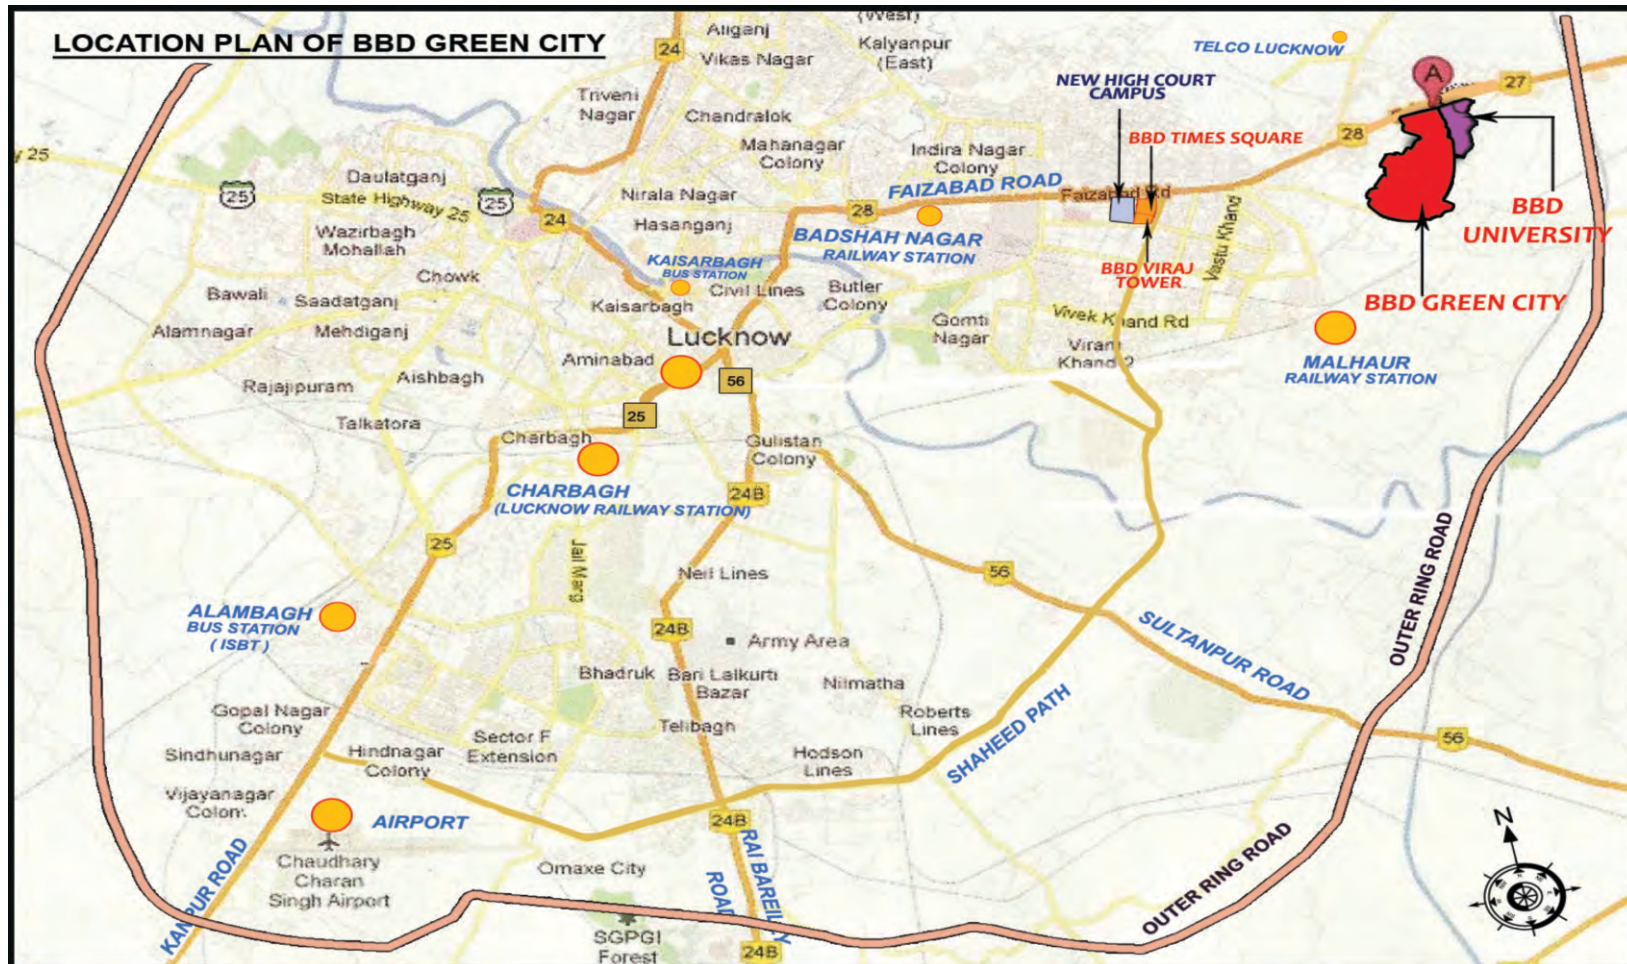 LOCATION PLAN OF BBD GREEN CITY
24
Aliganj
Vikas Nagar
(West)
Kalyanpur
(East)
TELCO LUCKNOW
A
27
NEW HIGH COURT
CAMPUS
Triveni
Nagar
Chandralok
Mahanagar
Colony
Indira Nagar
Colony
BBD TIMES SQUARE
28
25
Daulatganj
25
State Highway 25
25
Nirala Nagar
24
Hasanganj
28
FAIZABAD ROAD
Faizabad Rd
BADSHAH NAGAR
RAILWAY STATION
Vastu Khand
BBD
UNIVERSITY
Wazirbagh
Mohallah
Chowk
KAISARBAGH
BUS STATION
Civil Lines
Butler
Colony
BBD VIRAJ
TOWER
BBD GREEN CITY
Bawali
Saadatganj
Kaisarbagh
Alamnagar
Mehdiganj
Lucknow
Gomti
Nagar
Vivek Khand Rd
Viram
Khand 2
MALHAUR
RAILWAY STATION
Aminabad
Rajajipuram
Aishbagh
56
25
Talkatora
Charbagh
Gulistan
Colony
CHARBAGH
(LUCKNOW RAILWAY STATION)
24B
25
Jail Marg
Neil Lines
56
OUTER RING ROAD
ALAMBAGH
BUS STATION
( ISBT )
24B
Army Area
SULTANPUR ROAD
Bhadruk
Bari Lalkurti
Bazar
Nilmatha
Gopal Nagar
Colony
Telibagh
Roberts
Lines
SHAHEED PATH
56
Sindhunagar
Hindnagar
Colony
Sector F
Extension
Hodson
Lines
Vijayanagar
AIRPORT
24B
N
KANPUR ROAD
Chaudhary
Charan
Singh Airport
Omaxe City
RAI BAREILLY
ROAD
OUTER RING ROAD
SGPGI
Forest
24B